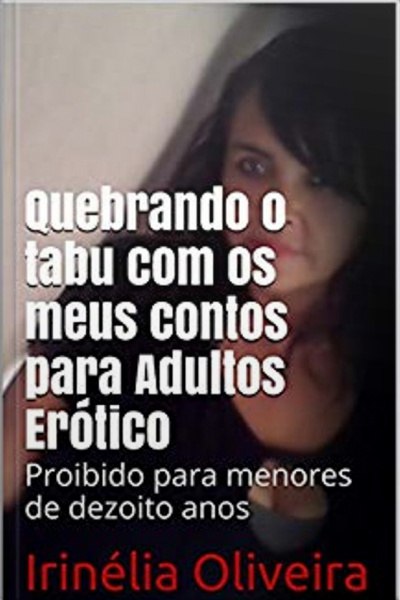 Quebrando o
tabu com os
meus contos
para Adultos
Erótico
Proibido para menores
de dezoito anos
Irinélia Oliveira